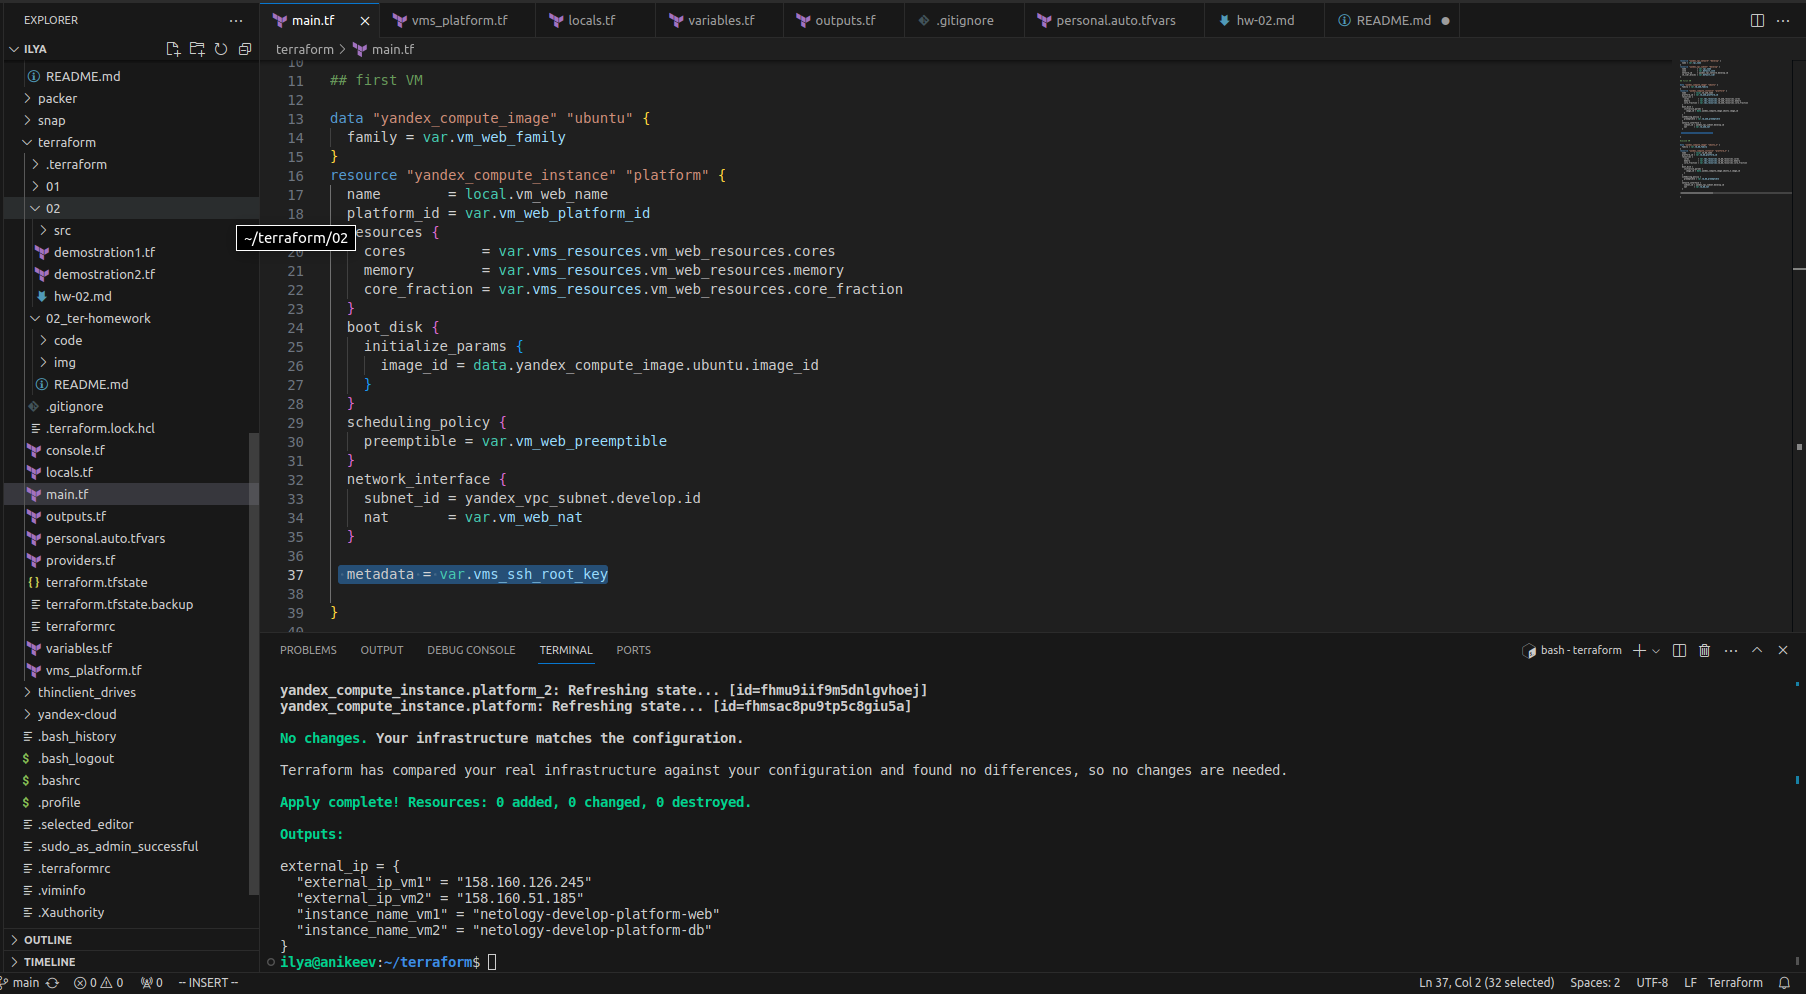 EXPLORER
ILYA
README.md
packer
snap
terraform
.terraform
01
02
src
demostration1.tf
demostration2.tf
hw-02.md
02_ter-homework
code
img
README.md
.gitignore
.terraform.lock.hcl
console.tf
locals.tf
main.tf
outputs.tf
personal.auto.tfvars
providers.tf
terraform.tfstate
terraform.tfstate.backup
terraformrc
variables.tf
vms_platform.tf
thinclient_drives
yandex-cloud
.bash_history
.bash_logout
.bashrc
.profile
.selected_editor
.sudo_as_admin_successful
.terraformrc
.viminfo
.Xauthority
OUTLINE
TIMELINE
~/terraform/02
main.tf vms_platform.tf locals.tf variables.tf outputs.tf .gitignore personal.auto.tfvars hw-02.md README.md
terraform > main.tf
10
11 ## first VM
12
13 data "yandex_compute_image" "ubuntu" {
14 family = var.vm_web_family
15 }
16 resource "yandex_compute_instance" "platform" {
17 name = local.vm_web_name
18 platform_id = var.vm_web_platform_id
esources {
20 cores = var.vms_resources.vm_web_resources.cores
21 memory = var.vms_resources.vm_web_resources.memory
22 core_fraction = var.vms_resources.vm_web_resources.core_fraction
23 }
24 boot_disk {
25 initialize_params {
26 image_id = data.yandex_compute_image.ubuntu.image_id
27 }
28 }
29 scheduling_policy {
30 preemptible = var.vm_web_preemptible
31 }
32 network_interface {
33 subnet_id = yandex_vpc_subnet.develop.id
34 nat = var.vm_web_nat
35 }
36
37 metadata = var.vms_ssh_root_key
38
39 }
40
PROBLEMS OUTPUT DEBUG CONSOLE TERMINAL PORTS
bash - terraform
yandex_compute_instance.platform_2: Refreshing state... [id=fhmu9iif9m5dnlgvhoej]
yandex_compute_instance.platform: Refreshing state... [id=fhmsac8pu9tp5c8giu5a]
No changes. Your infrastructure matches the configuration.
Terraform has compared your real infrastructure against your configuration and found no differences, so no changes are needed.
Apply complete! Resources: 0 added, 0 changed, 0 destroyed.
Outputs:
external_ip = {
"external_ip_vm1" = "158.160.126.245"
"external_ip_vm2" = "158.160.51.185"
"instance_name_vm1" = "netology-develop-platform-web"
"instance_name_vm2" = "netology-develop-platform-db"
}
ilya@anikeev:~/terraform$
main 0 0 0 -- INSERT -- Ln 37, Col 2 (32 selected) Spaces: 2 UTF-8 LF Terraform